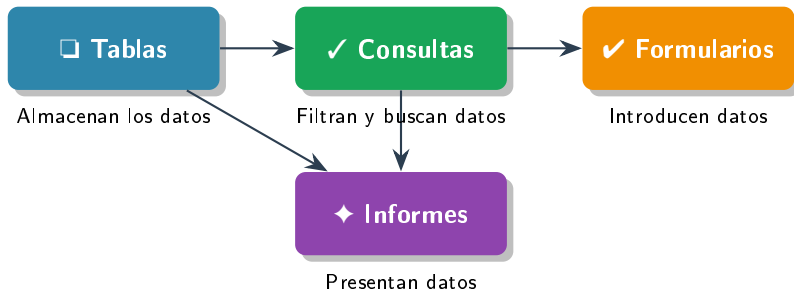 ❏ Tablas
✓ Consultas
✔ Formularios
Almacenan los datos
Filtran y buscan datos
Introducen datos
✦ Informes
Presentan datos